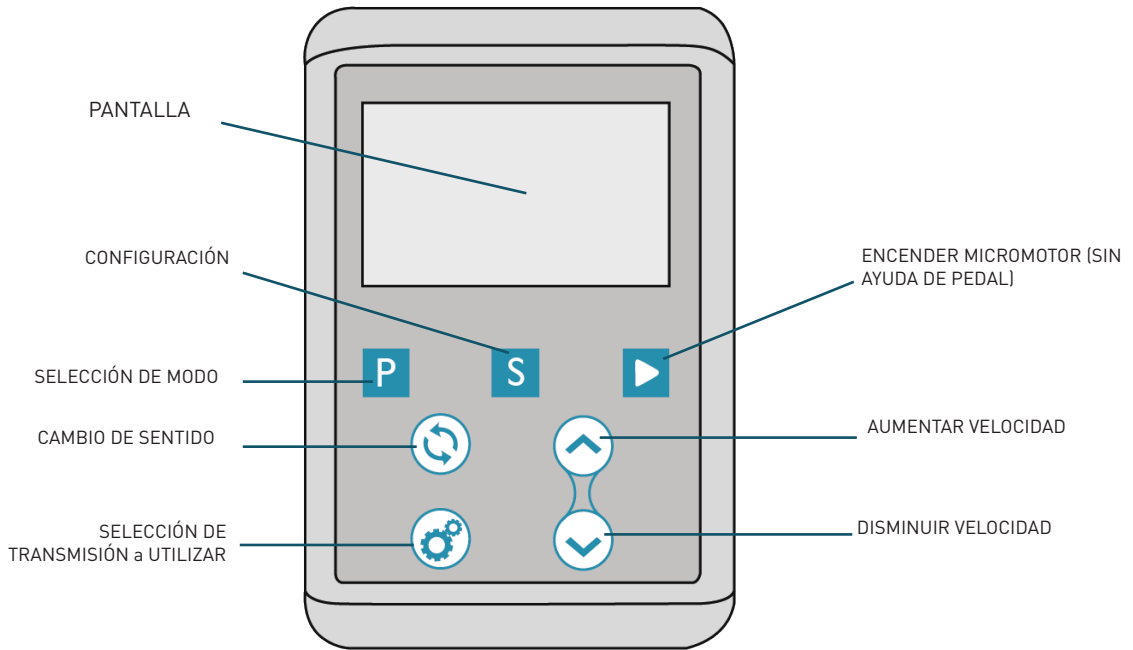 PANTALLA
CONFIGURACIÓN
ENCENDER MICROMOTOR (SIN
AYUDA DE PEDAL)
P
S
SELECCIÓN DE MODO
CAMBIO DE SENTIDO
AUMENTAR VELOCIDAD
SELECCIÓN DE
TRANSMISIÓN a UTILIZAR
DISMINUIR VELOCIDAD